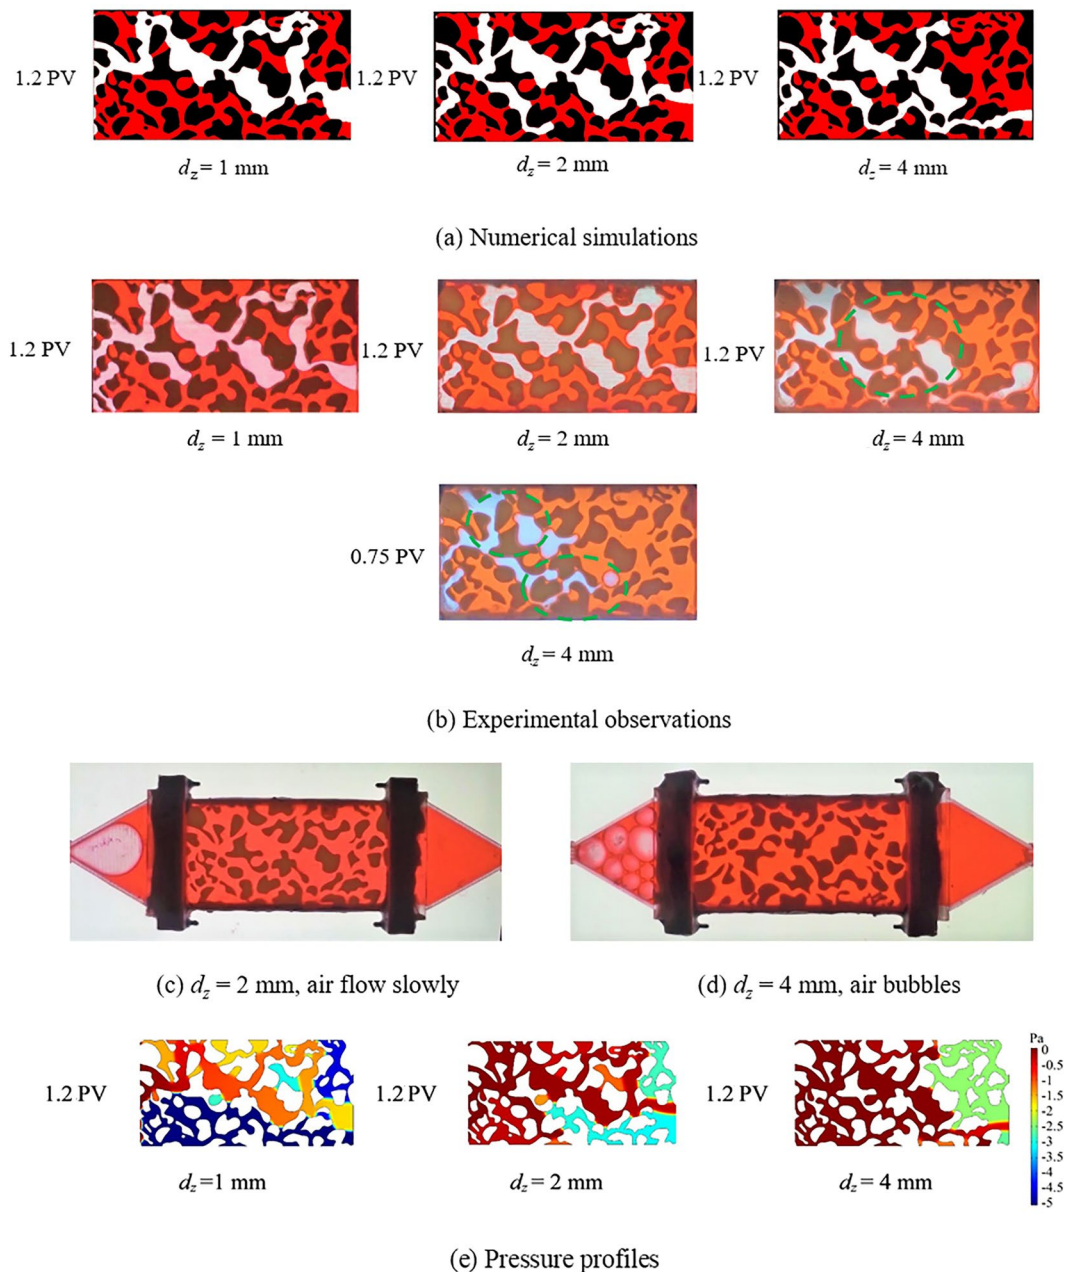 1.2 PV 1.2 PV 1.2 PV
d_z = 1 mm d_z = 2 mm d_z = 4 mm
(a) Numerical simulations
1.2 PV 1.2 PV 1.2 PV
d_z = 1 mm d_z = 2 mm d_z = 4 mm
0.75 PV
d_z = 4 mm
(b) Experimental observations
(c) d_z = 2 mm, air flow slowly (d) d_z = 4 mm, air bubbles
1.2 PV 1.2 PV 1.2 PV
Pa
0
-0.5
-1
-1.5
-2
-2.5
-3
-3.5
-4
-4.5
-5
d_z =1 mm d_z = 2 mm d_z = 4 mm
(e) Pressure profiles